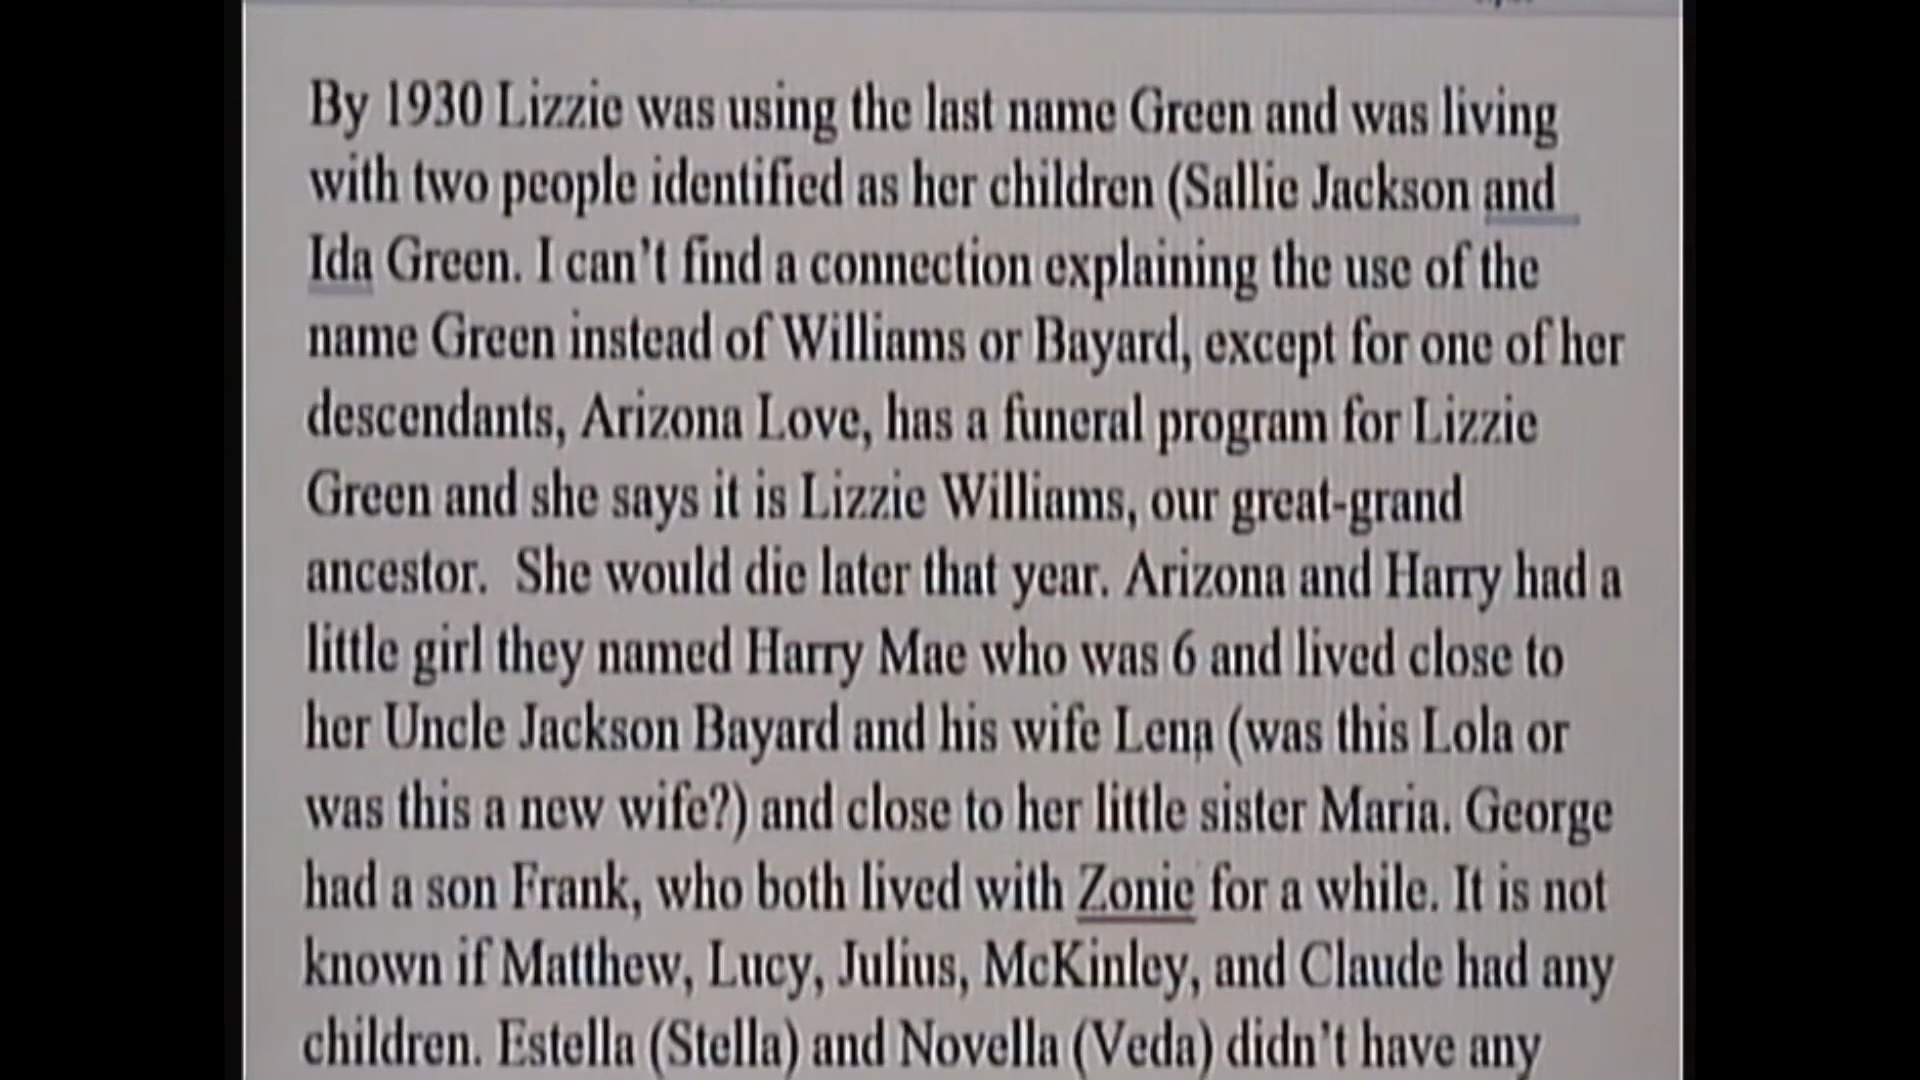 By 1930 Lizzie was using the last name Green and was living
with two people identified as her children (Sallie Jackson and
Ida Green. I can't find a connection explaining the use of the
name Green instead of Williams or Bayard, except for one of her
descendants, Arizona Love, has a funeral program for Lizzie
Green and she says it is Lizzie Williams, our great-grand
ancestor.  She would die later that year. Arizona and Harry had a
little girl they named Harry Mae who was 6 and lived close to
her Uncle Jackson Bayard and his wife Lena (was this Lola or
was this a new wife?) and close to her little sister Maria. George
had a son Frank, who both lived with Zonie for a while. It is not
known if Matthew, Lucy, Julius, McKinley, and Claude had any
children. Estella (Stella) and Novella (Veda) didn't have any